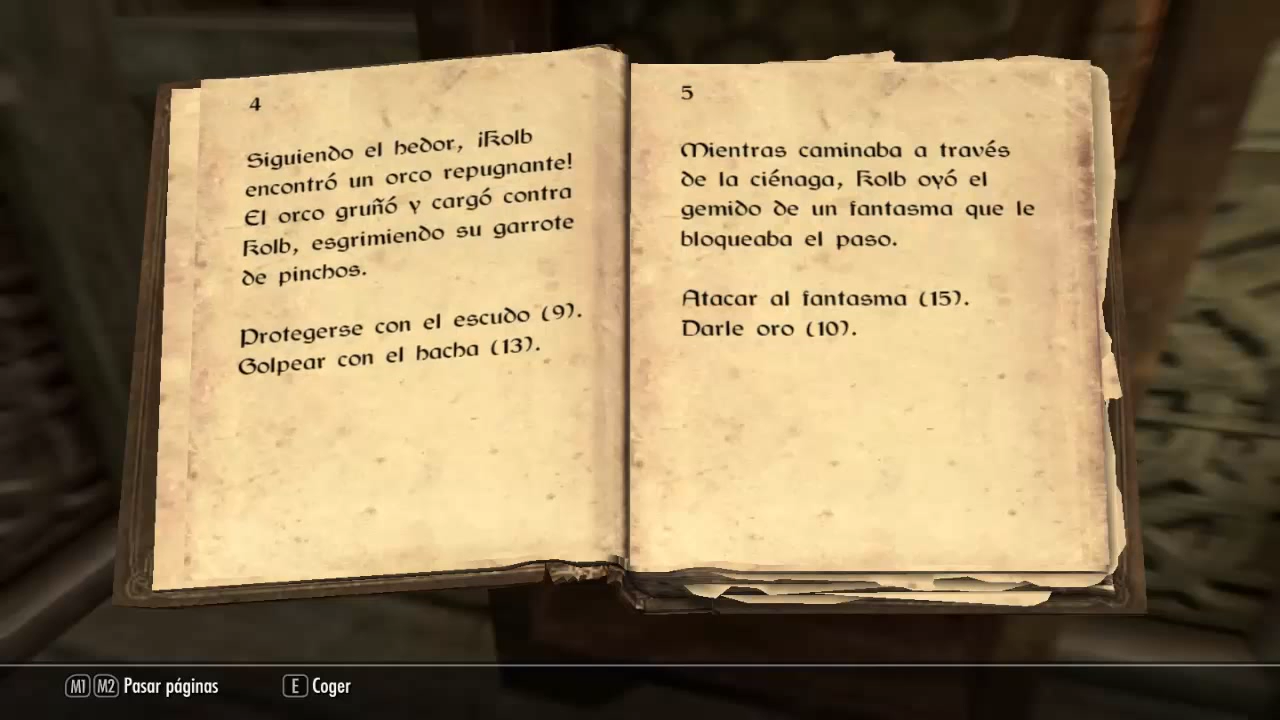 4
Siguiendo el hedor, ¡Kolb
encontró un orco repugnante!
El orco gruñó y cargó contra
Kolb, esgrimiendo su garrote
de pinchos.
Protegerse con el escudo (9).
Golpear con el hacha (13).
5
Mientras caminaba a través
de la ciénaga, Kolb oyó el
gemido de un fantasma que le
bloqueaba el paso.
Atacar al fantasma (15).
Darle oro (10).
M1 M2 Pasar páginas
E Coger